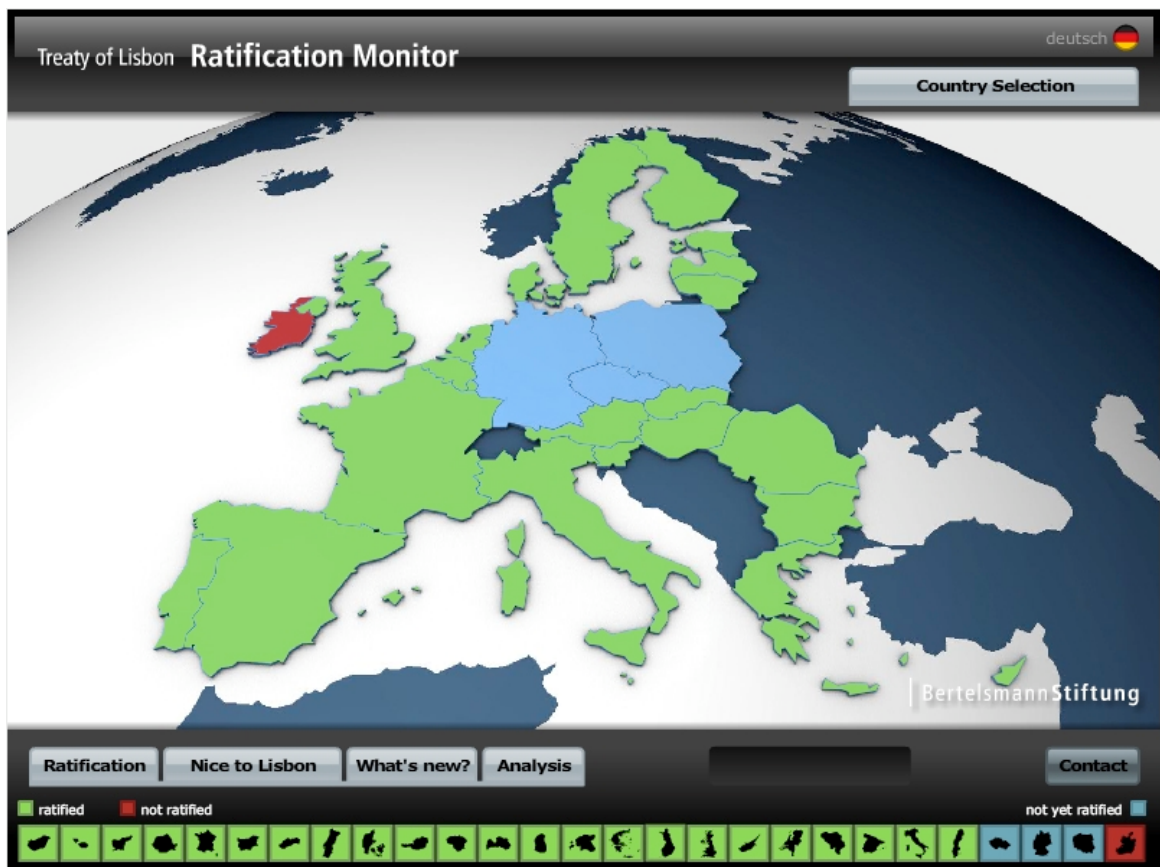 deutsch
Treaty of Lisbon Ratification Monitor
Country Selection
BertelsmannStiftung
Ratification
Nice to Lisbon
What's new?
Analysis
Contact
ratified
not ratified
not yet ratified